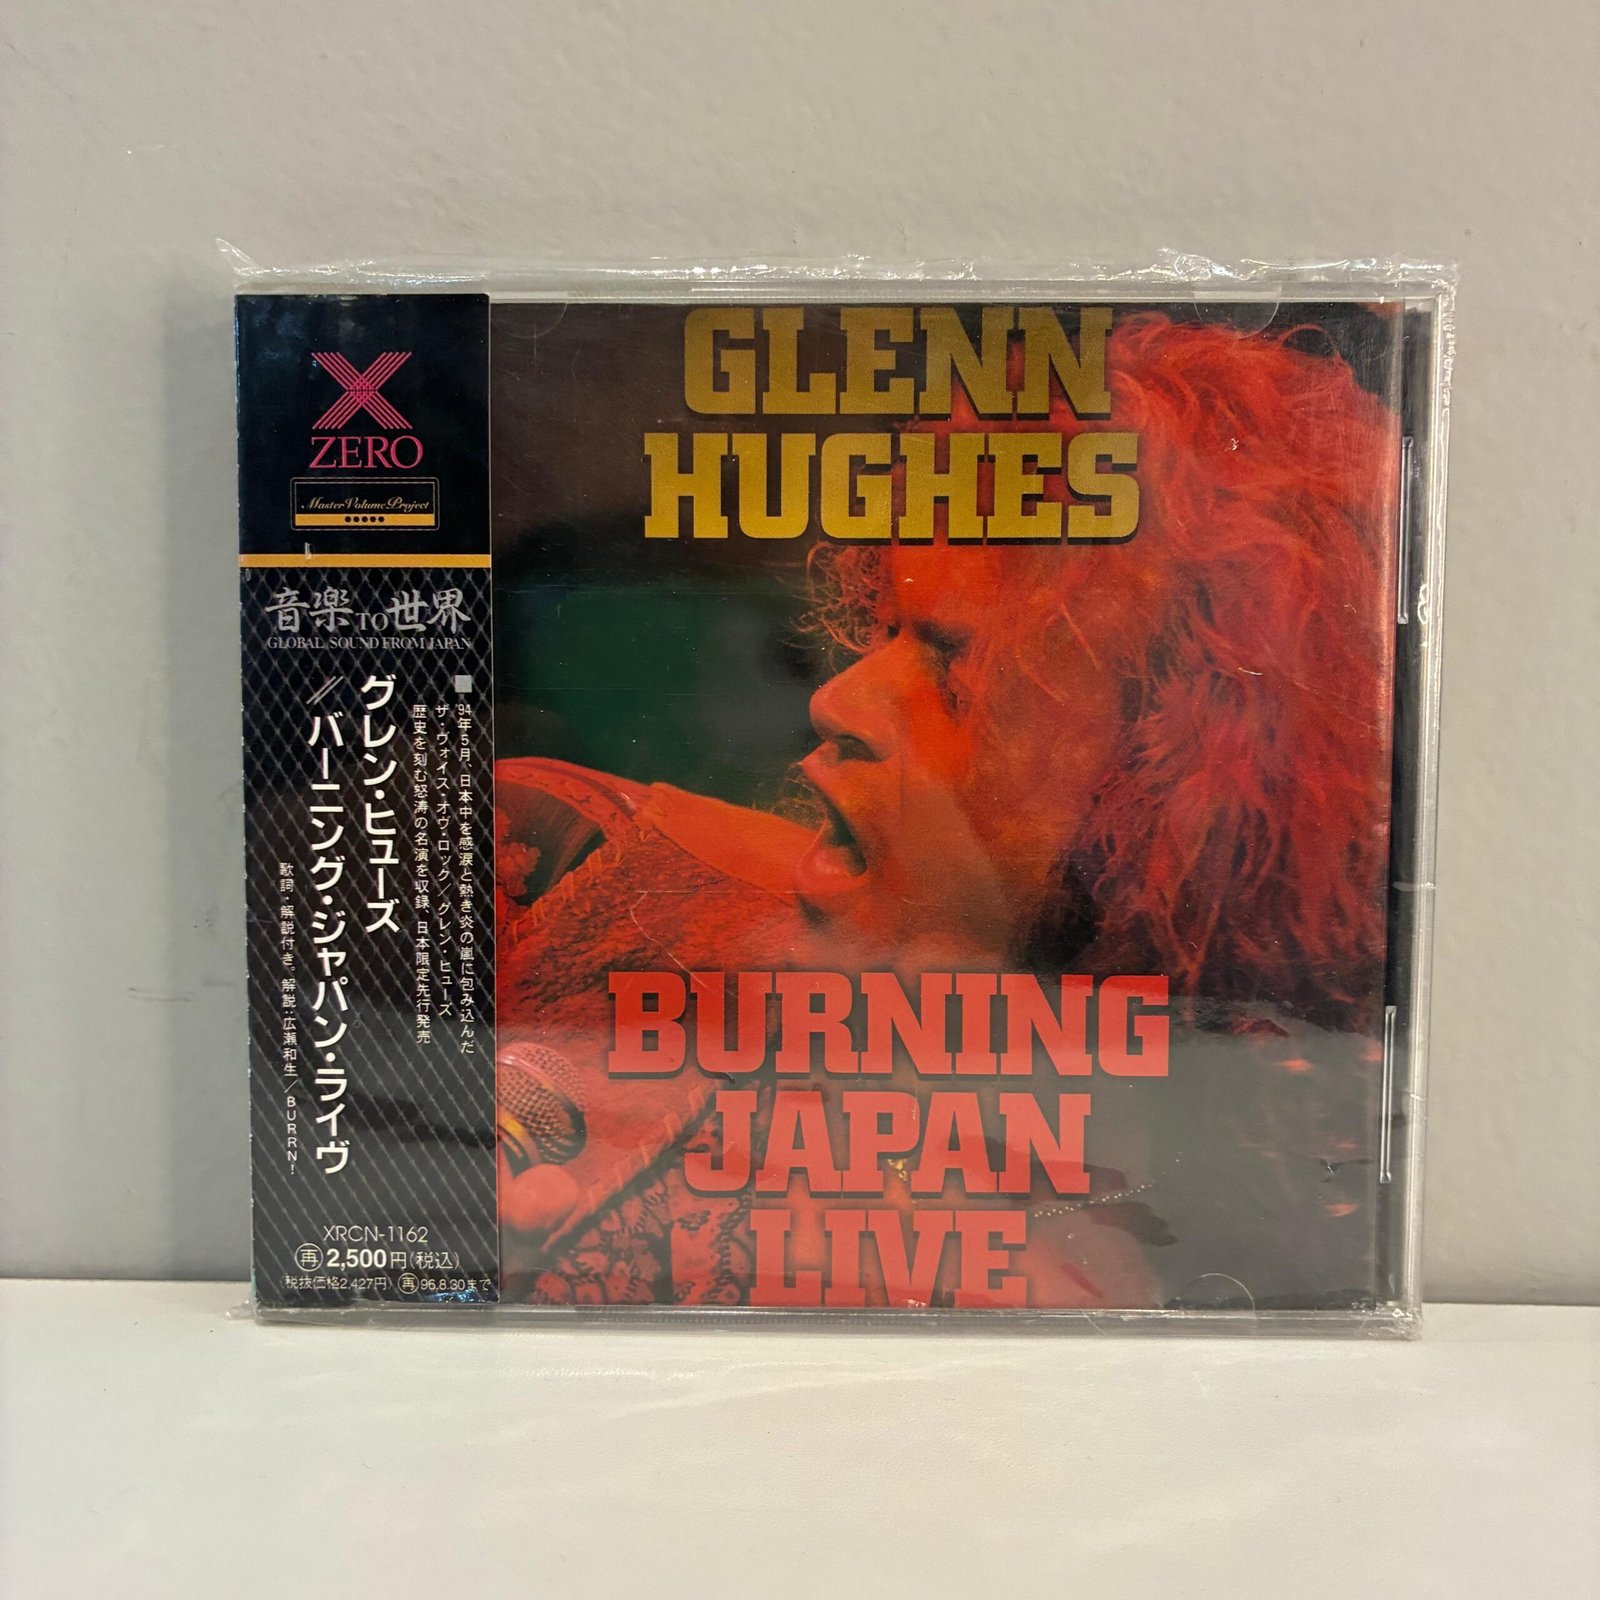 X
ZERO
Master Volume Project
音楽TO世界
GLOBAL SOUND FROM JAPAN
■'94年5月、日本中を感涙と熱き炎の嵐に包み込んだ
ザ・ヴォイス・オヴ・ロック/グレン・ヒューズ
歴史を刻む怒涛の名演を収録、日本限定先行発売
グレン・ヒューズ
//バーニング・ジャパン・ライヴ
歌詞・解説付き。解説:広瀬和生/BURRN!
XRCN-1162
再2,500円(税込)
(税抜価格2,427円) 再96.8.30まで
GLENN
HUGHES
BURNING
JAPAN
LIVE